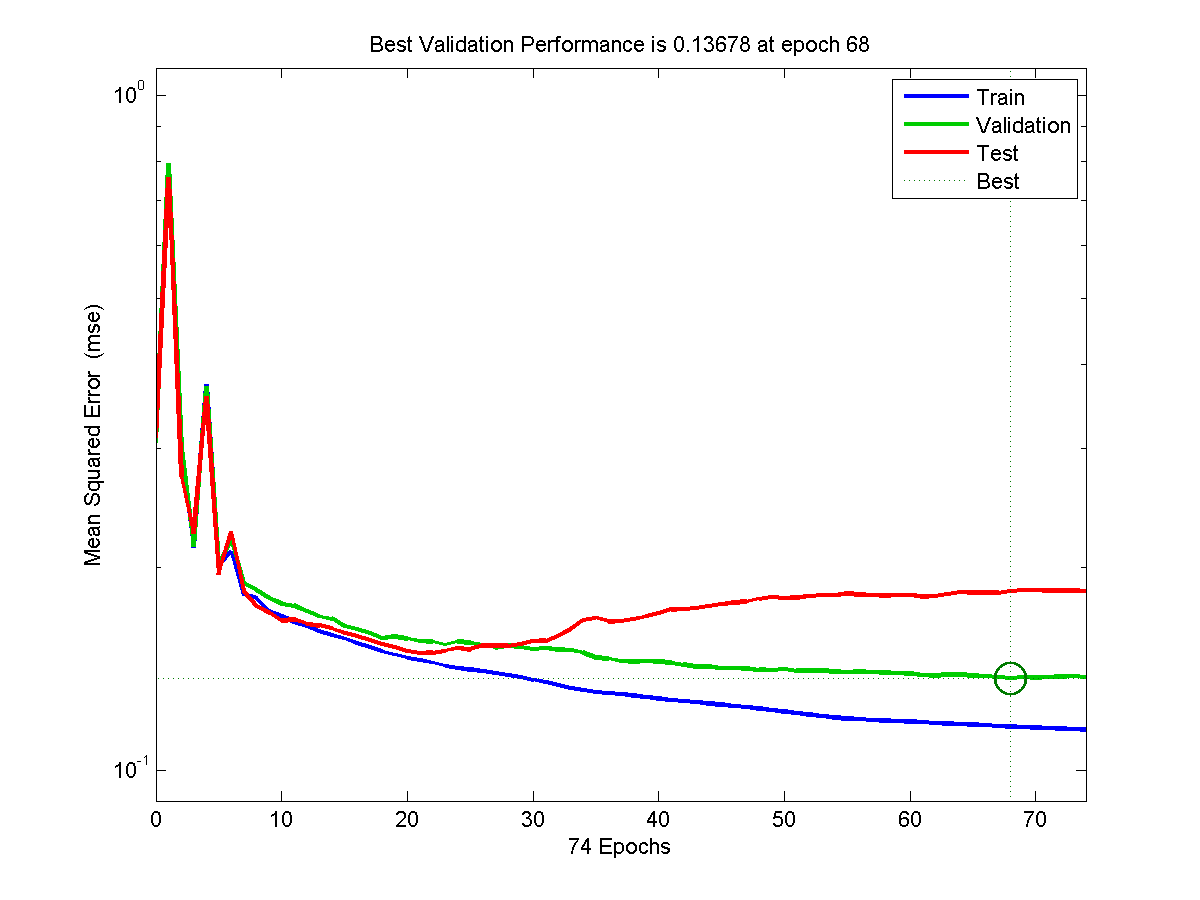 Best Validation Performance is 0.13678 at epoch 68
10^0
Train
Validation
Test
Best
Mean Squared Error (mse)
10^-1
0 10 20 30 40 50 60 70
74 Epochs